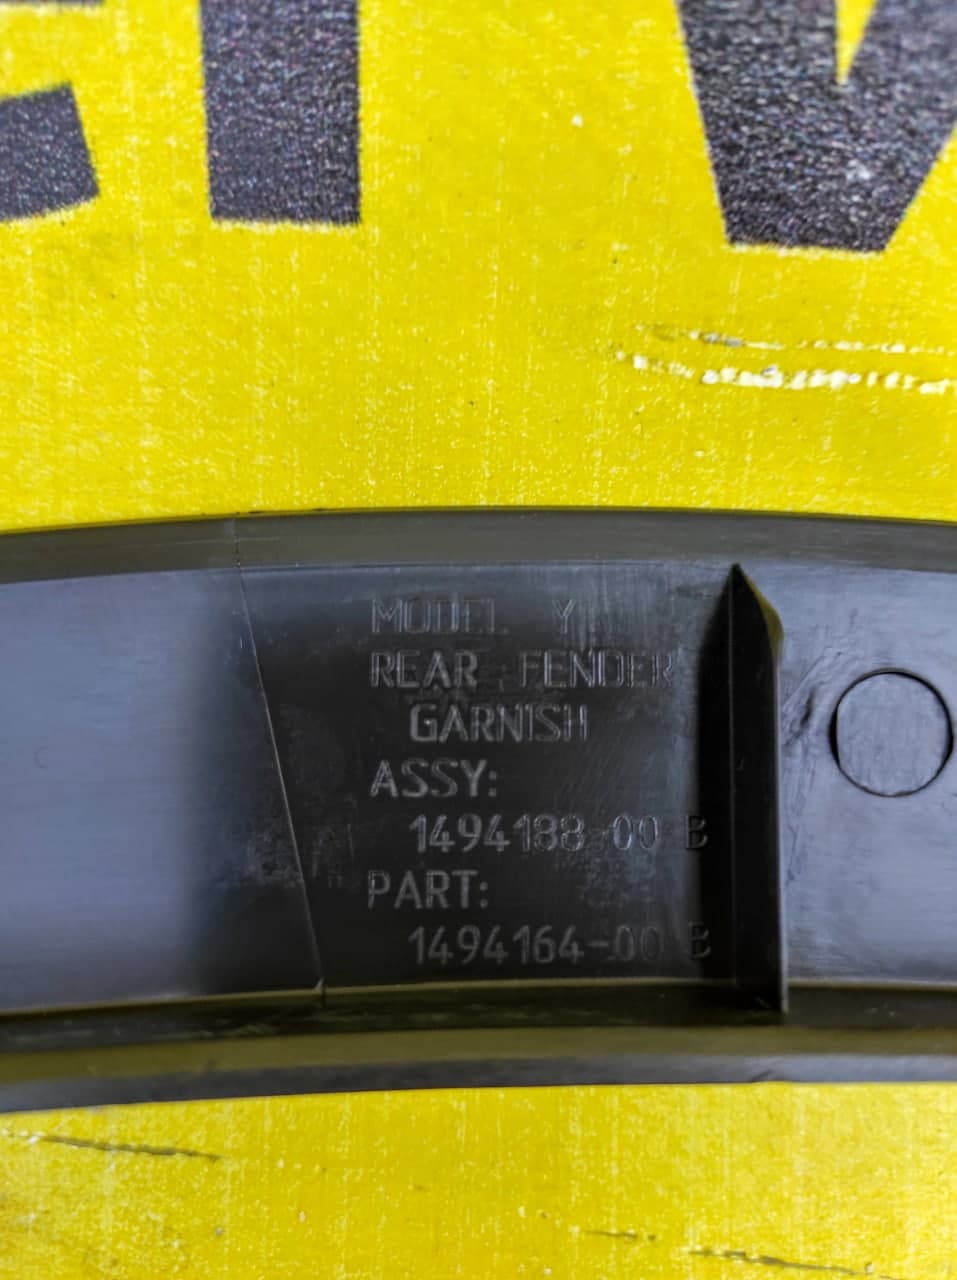 MODEL Y
REAR FENDER
GARNISH
ASSY:
1494188-00 B
PART:
1494164-00 B